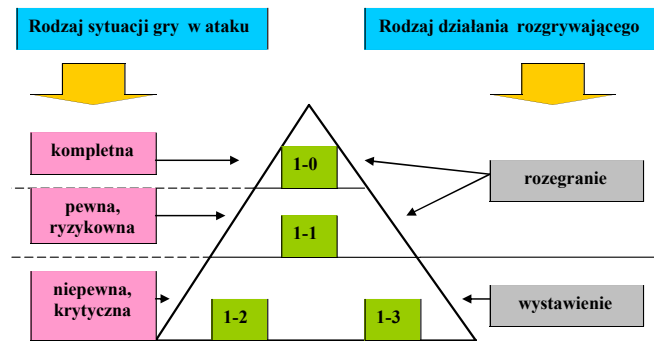 Rodzaj sytuacji gry w ataku
Rodzaj działania rozgrywającego
kompletna
1-0
rozegranie
pewna,
ryzykowna
1-1
niepewna,
krytyczna
1-2
1-3
wystawienie